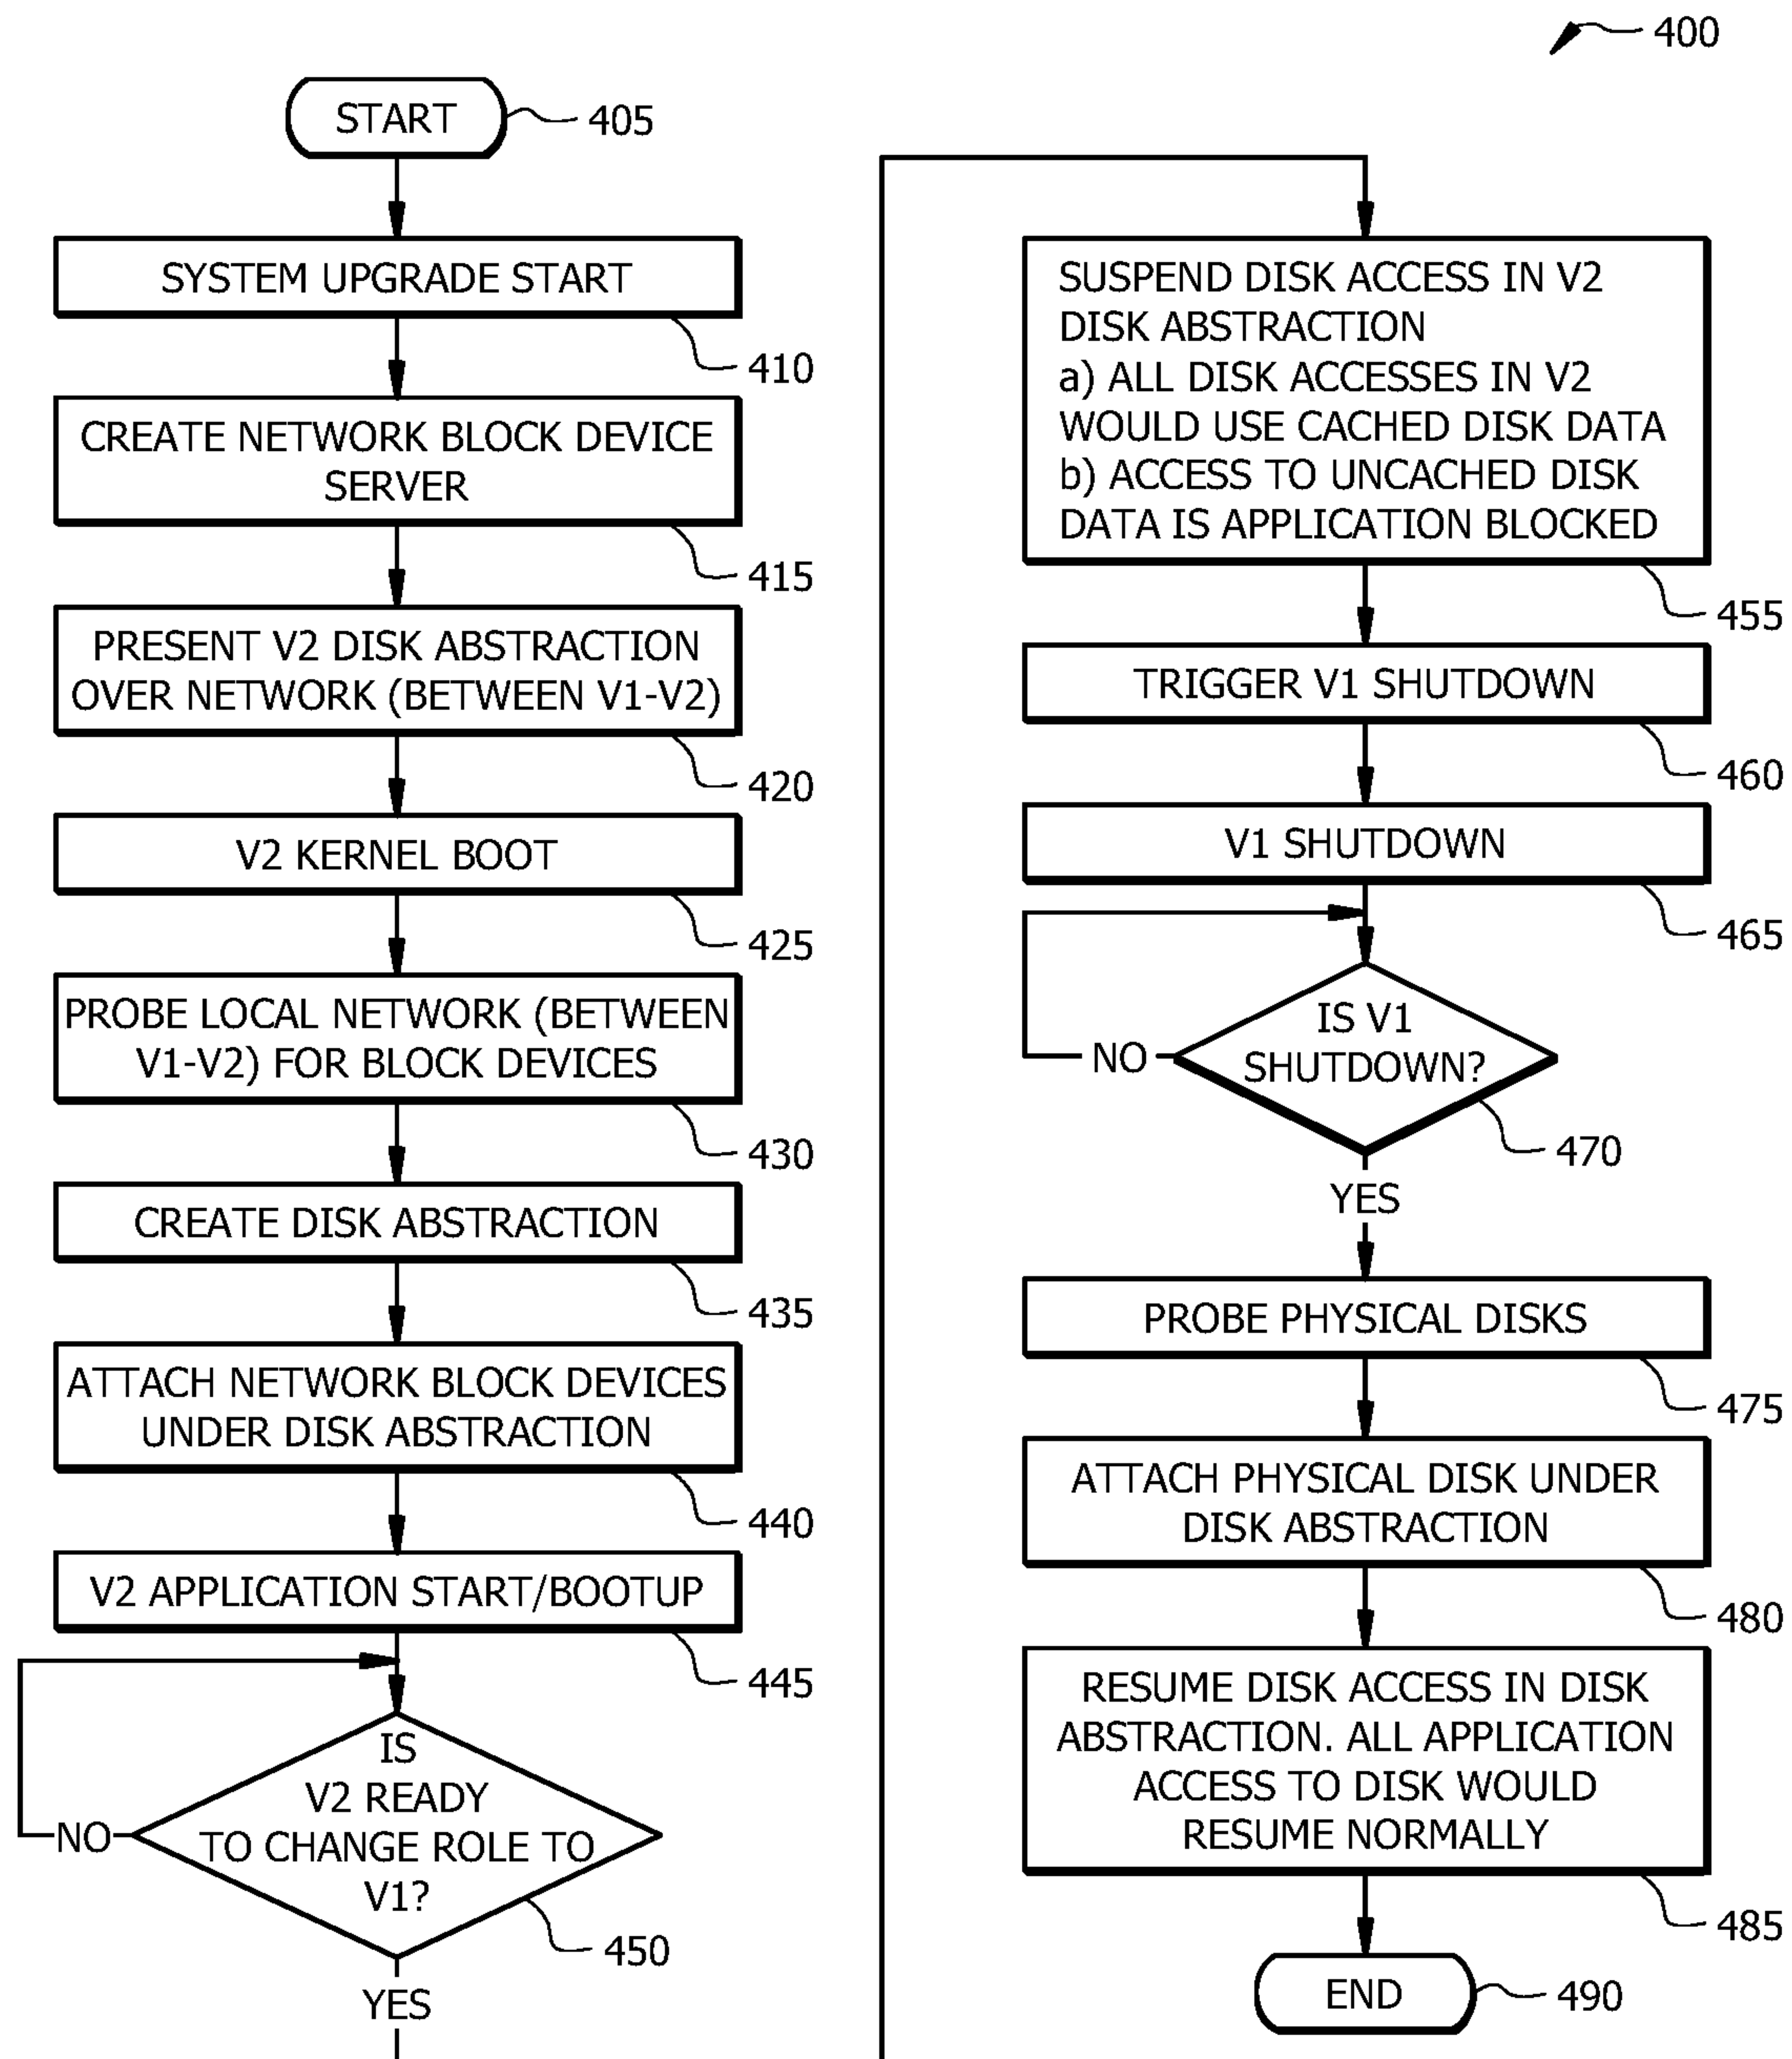 400
START
405
SYSTEM UPGRADE START
410
CREATE NETWORK BLOCK DEVICE
SERVER
415
PRESENT V2 DISK ABSTRACTION
OVER NETWORK (BETWEEN V1-V2)
420
V2 KERNEL BOOT
425
PROBE LOCAL NETWORK (BETWEEN
V1-V2) FOR BLOCK DEVICES
430
CREATE DISK ABSTRACTION
435
ATTACH NETWORK BLOCK DEVICES
UNDER DISK ABSTRACTION
440
V2 APPLICATION START/BOOTUP
445
IS
V2 READY
TO CHANGE ROLE TO
V1?
NO
450
YES
SUSPEND DISK ACCESS IN V2
DISK ABSTRACTION
a) ALL DISK ACCESSES IN V2
WOULD USE CACHED DISK DATA
b) ACCESS TO UNCACHED DISK
DATA IS APPLICATION BLOCKED
455
TRIGGER V1 SHUTDOWN
460
V1 SHUTDOWN
465
IS V1
SHUTDOWN?
NO
470
YES
PROBE PHYSICAL DISKS
475
ATTACH PHYSICAL DISK UNDER
DISK ABSTRACTION
480
RESUME DISK ACCESS IN DISK
ABSTRACTION. ALL APPLICATION
ACCESS TO DISK WOULD
RESUME NORMALLY
485
END
490